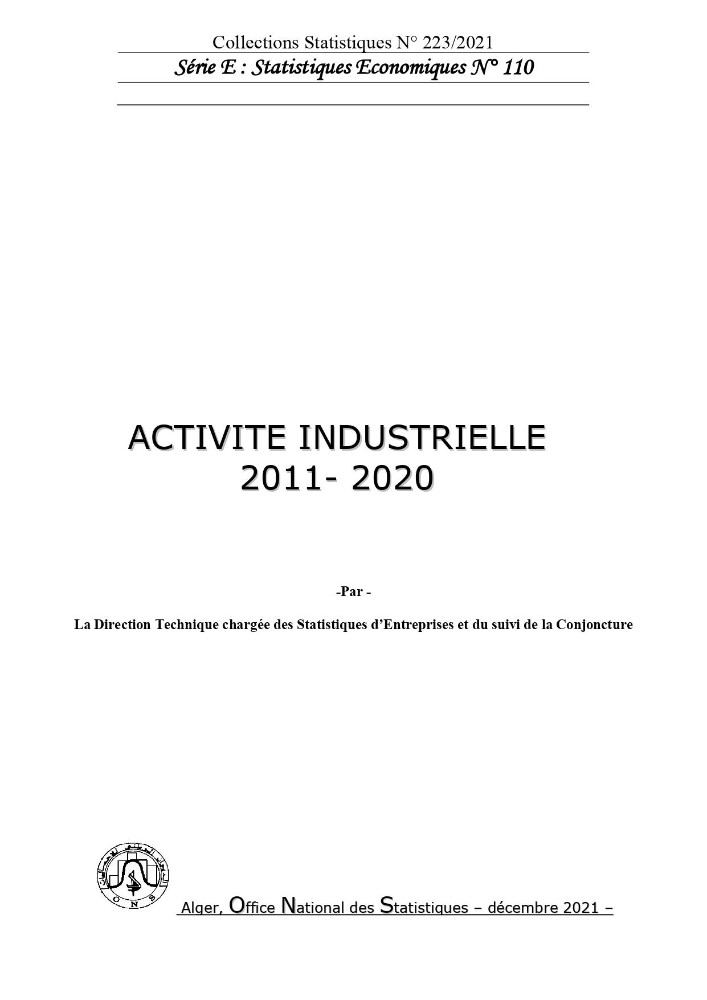 Collections Statistiques N° 223/2021
Série E : Statistiques Economiques N° 110
ACTIVITE INDUSTRIELLE
2011- 2020
-Par -
La Direction Technique chargée des Statistiques d’Entreprises et du suivi de la Conjoncture
O N S
Alger, Office National des Statistiques – décembre 2021 –